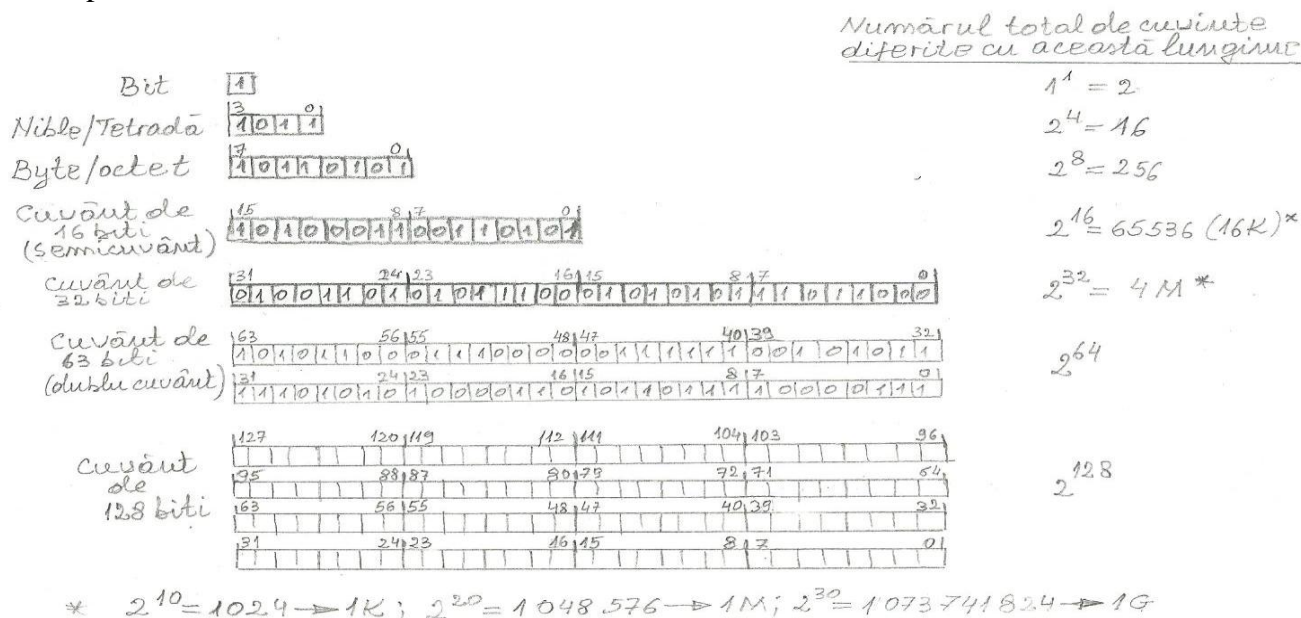 Numărul total de cuvinte
diferite cu această lungime
Bit 1 1^1 = 2
3 0
Nible/Tetradă 1 0 1 1 2^4 = 16
7 0
Byte/octet 1 0 1 1 0 1 0 1 2^8 = 256
Cuvânt de
16 biti
(semicuvânt)
15 8 7 0
1 0 1 0 0 0 1 1 0 0 1 1 0 1 0 1
2^16 = 65536 (16K)*
Cuvânt de
32 biti
31 24 23 16 15 8 7 0
2^32 = 4 M *
Cuvânt de
63 biti
(dublu cuvânt)
63 56 55 48 47 40 39 32
31 24 23 16 15 8 7 0
2^64
Cuvânt
de
128 biti
127 120 119 112 111 104 103 96
95 88 87 80 79 72 71 64
63 56 55 48 47 40 39 32
31 24 23 16 15 8 7 0
2^128
* 2^10 = 1024 → 1K; 2^20 = 1 048 576 → 1M; 2^30 = 1 073 741 824 → 1G